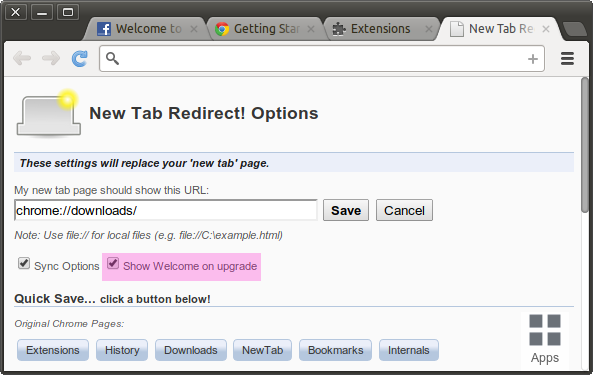 Welcome to
Getting Star
Extensions
New Tab Re
New Tab Redirect! Options
These settings will replace your 'new tab' page.
My new tab page should show this URL:
chrome://downloads/ Save Cancel
Note: Use file:// for local files (e.g. file://C:\example.html)
Sync Options Show Welcome on upgrade
Quick Save... click a button below!
Original Chrome Pages:
Extensions History Downloads NewTab Bookmarks Internals
Apps